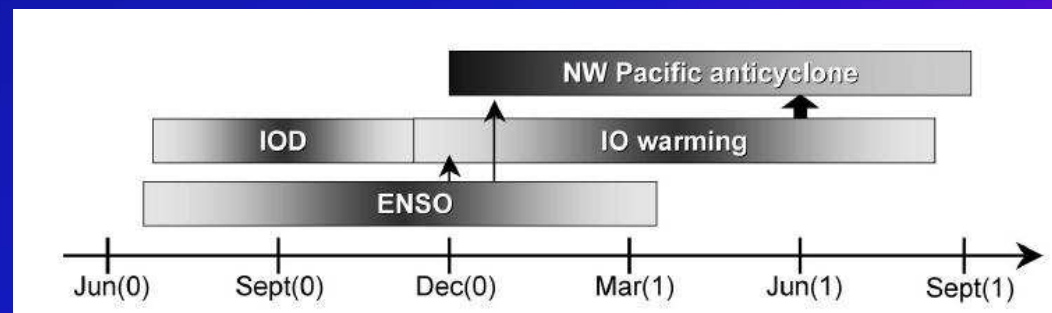 NW Pacific anticyclone
IOD
IO warming
ENSO
Jun(0)
Sept(0)
Dec(0)
Mar(1)
Jun(1)
Sept(1)